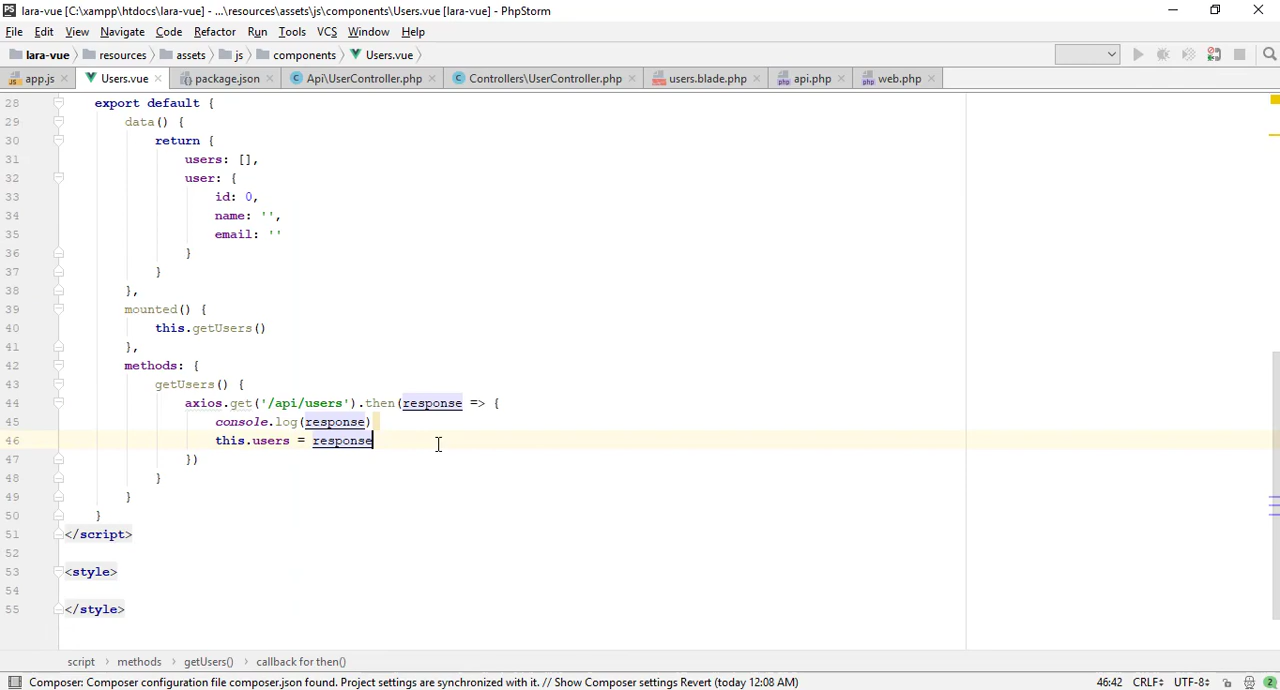 lara-vue [C:\xampp\htdocs\lara-vue] - ...\resources\assets\js\components\Users.vue [lara-vue] - PhpStorm
File Edit View Navigate Code Refactor Run Tools VCS Window Help
lara-vue resources assets js components Users.vue
app.js Users.vue package.json Api\UserController.php Controllers\UserController.php users.blade.php api.php web.php
28 export default {
29 data() {
30 return {
31 users: [],
32 user: {
33 id: 0,
34 name: '',
35 email: ''
36 }
37 }
38 },
39 mounted() {
40 this.getUsers()
41 },
42 methods: {
43 getUsers() {
44 axios.get('/api/users').then(response => {
45 console.log(response)
46 this.users = response
47 })
48 }
49 }
50 }
51 </script>
52
53 <style>
54
55 </style>
script methods getUsers() callback for then()
Composer: Composer configuration file composer.json found. Project settings are synchronized with it. // Show Composer settings Revert (today 12:08 AM) 46:42 CRLF UTF-8 2